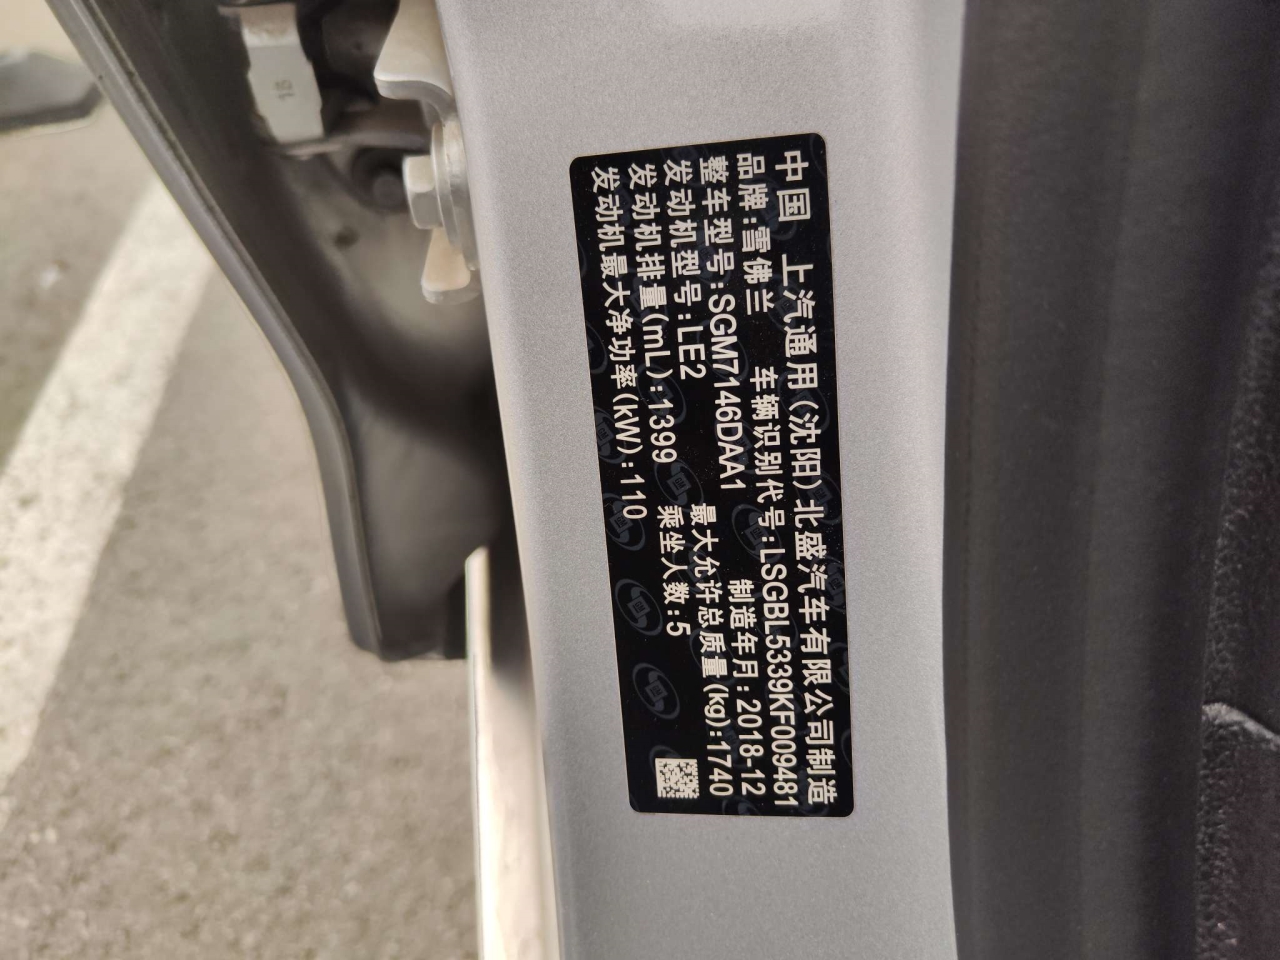 中国 上汽通用(沈阳)北盛汽车有限公司制造
品牌:雪佛兰 车辆识别代号:LSGBL5339KF009481
整车型号:SGM7146DAA1 制造年月:2018-12
发动机型号:LE2 最大允许总质量(kg):1740
发动机排量(mL):1399 乘坐人数:5
发动机最大净功率(kW):110